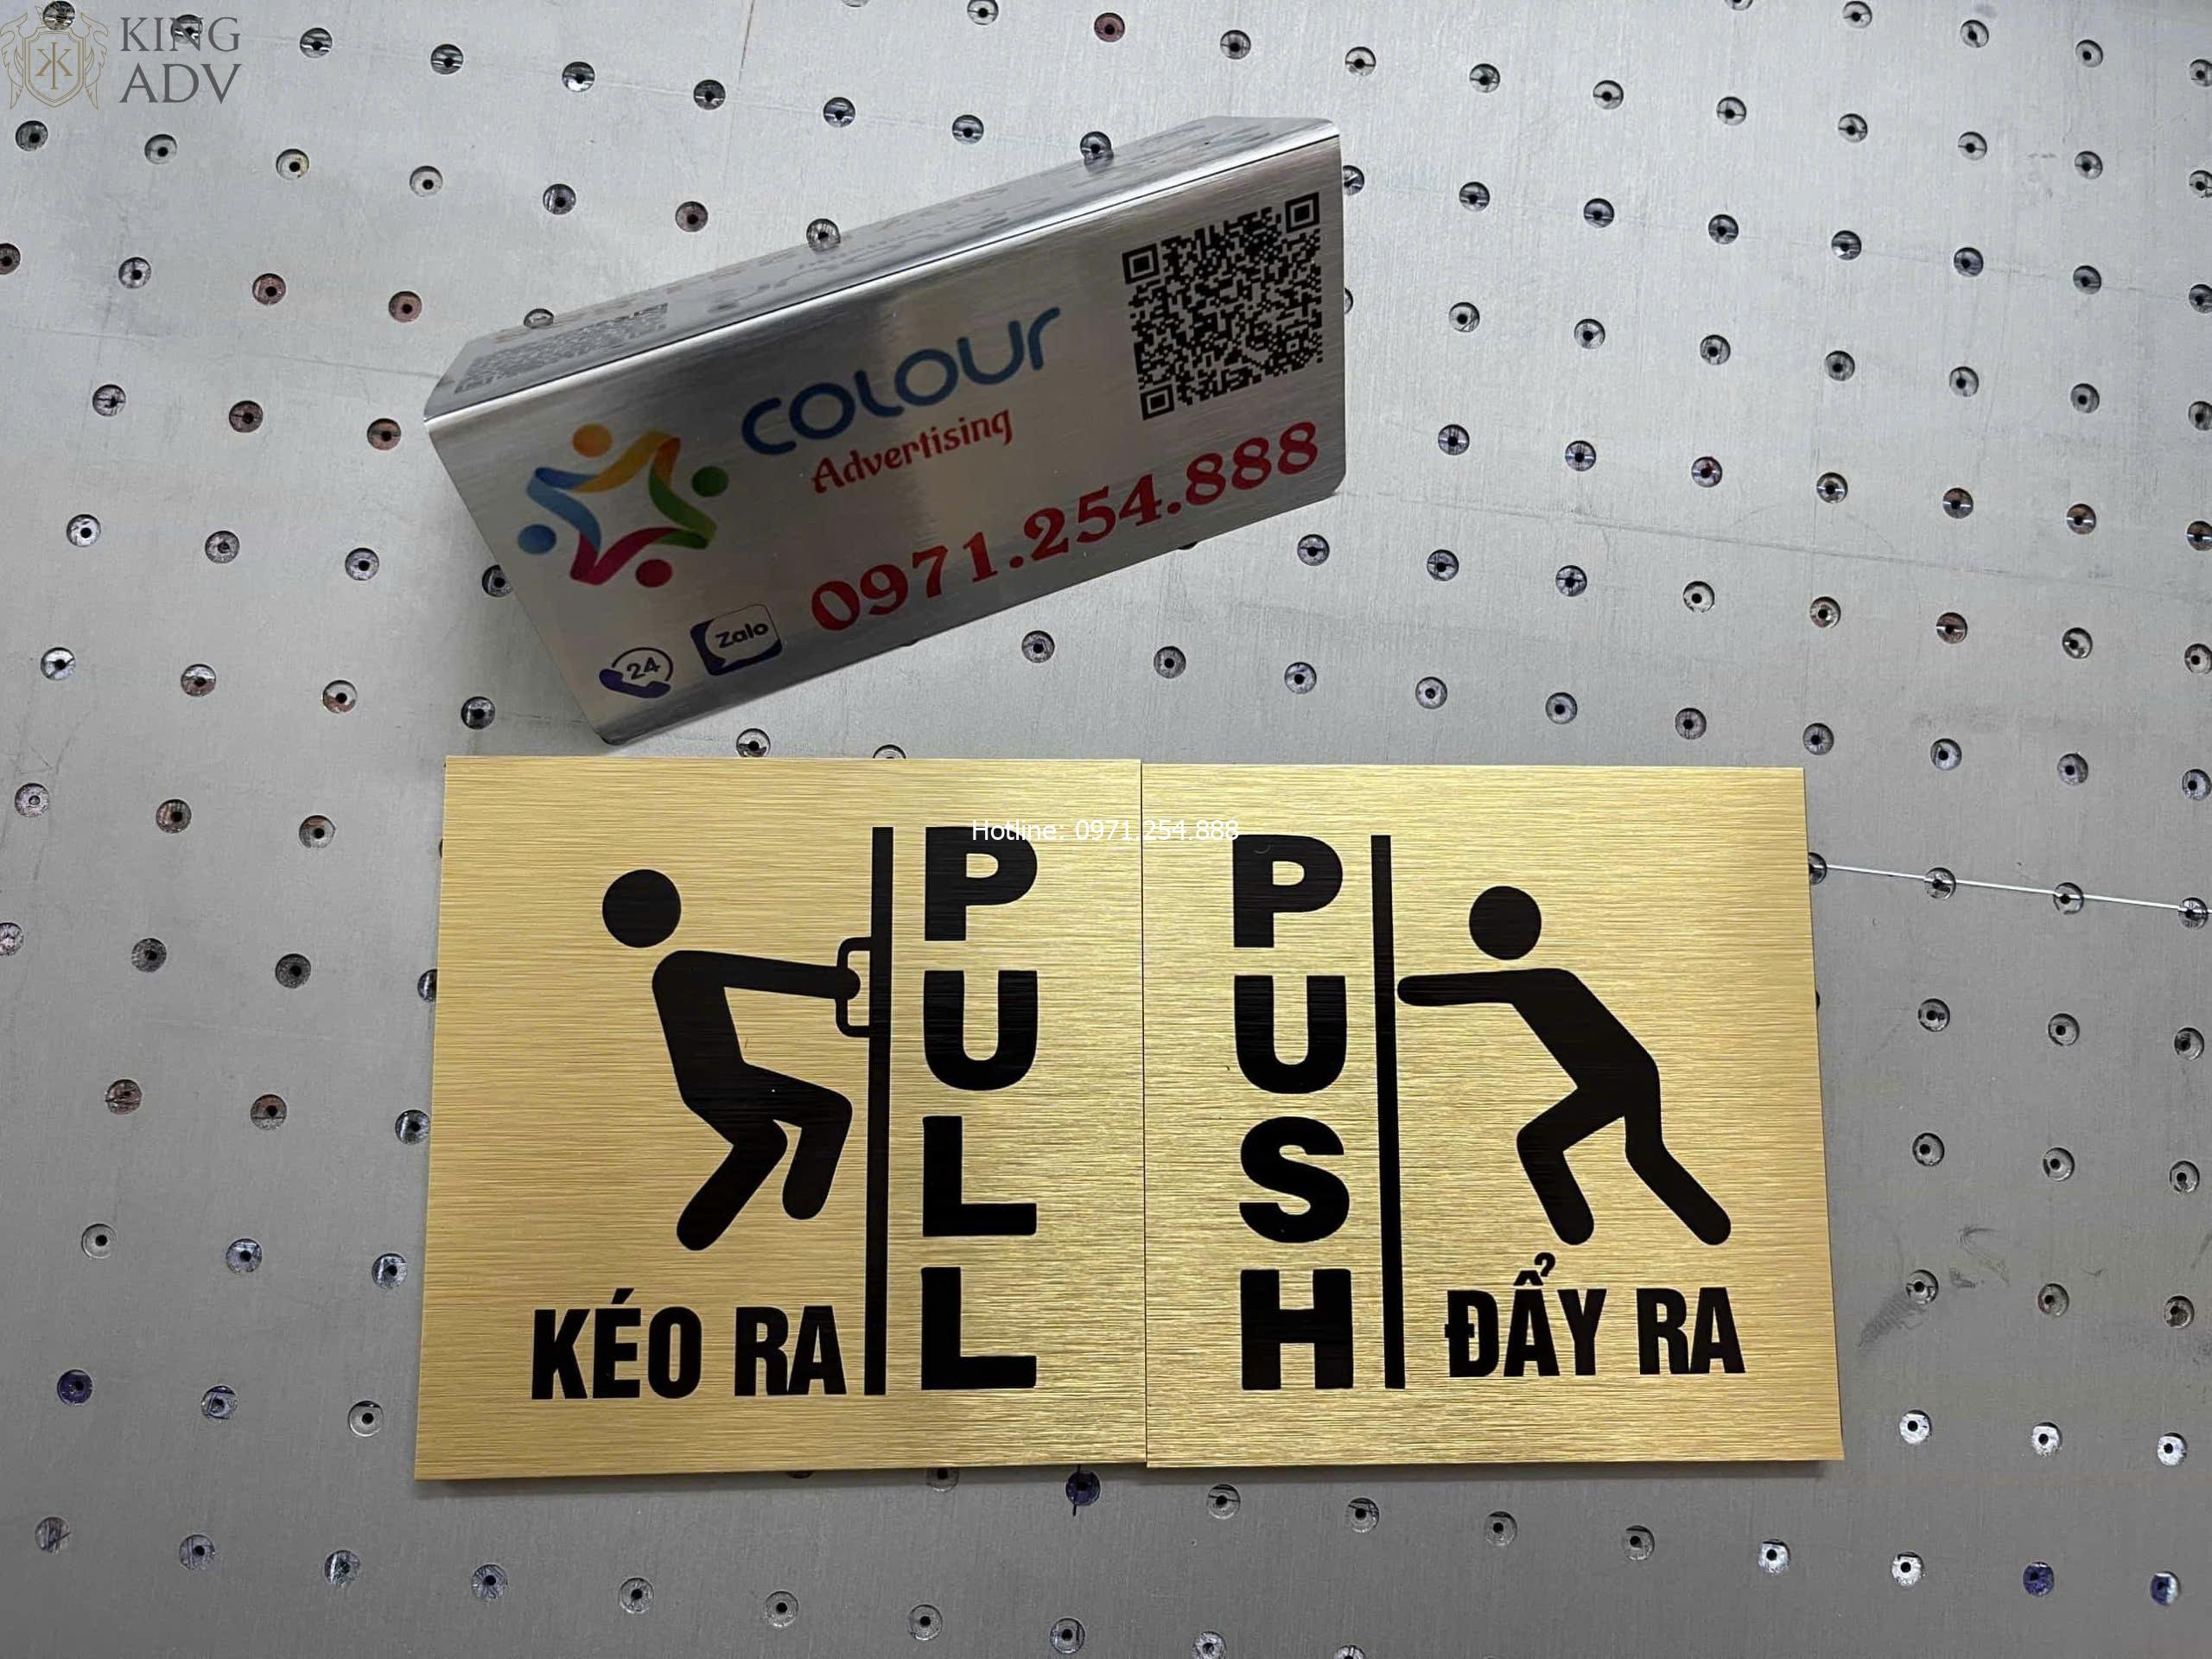 KING
ADV
COLOUR
Advertising
0971.254.888
24
Zalo
Hotline: 0971.254.888
PULL
KÉO RA
PUSH
ĐẨY RA